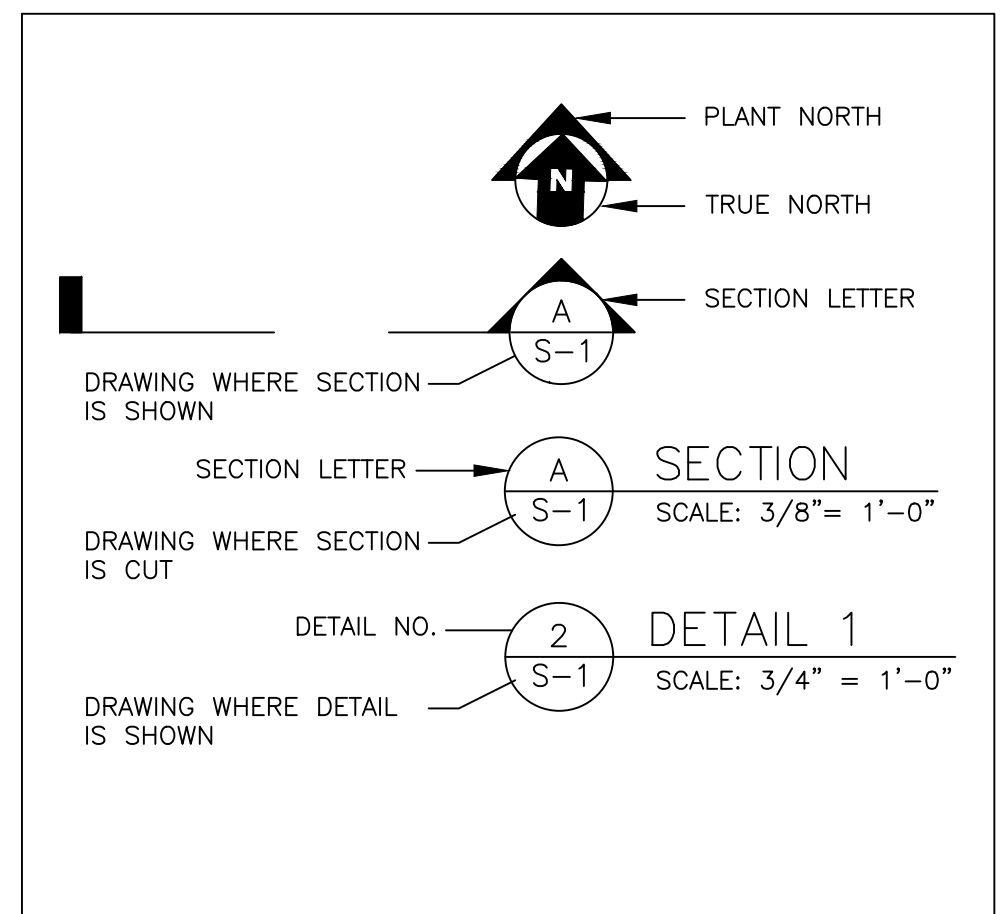 PLANT NORTH
N
TRUE NORTH
SECTION LETTER
A
S-1
DRAWING WHERE SECTION
IS SHOWN
SECTION LETTER
A
SECTION
S-1
SCALE: 3/8"= 1'-0"
DRAWING WHERE SECTION
IS CUT
DETAIL NO.
2
DETAIL 1
S-1
SCALE: 3/4" = 1'-0"
DRAWING WHERE DETAIL
IS SHOWN